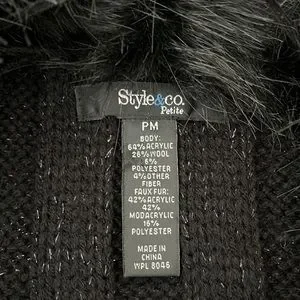 Style&co.
Petite
PM
BODY:
64% ACRYLIC
26% WOOL
6%
POLYESTER
4% OTHER
FIBER
FAUX FUR:
42% ACRYLIC
42%
MODACRYLIC
16%
POLYESTER
MADE IN
CHINA
WPL 8046